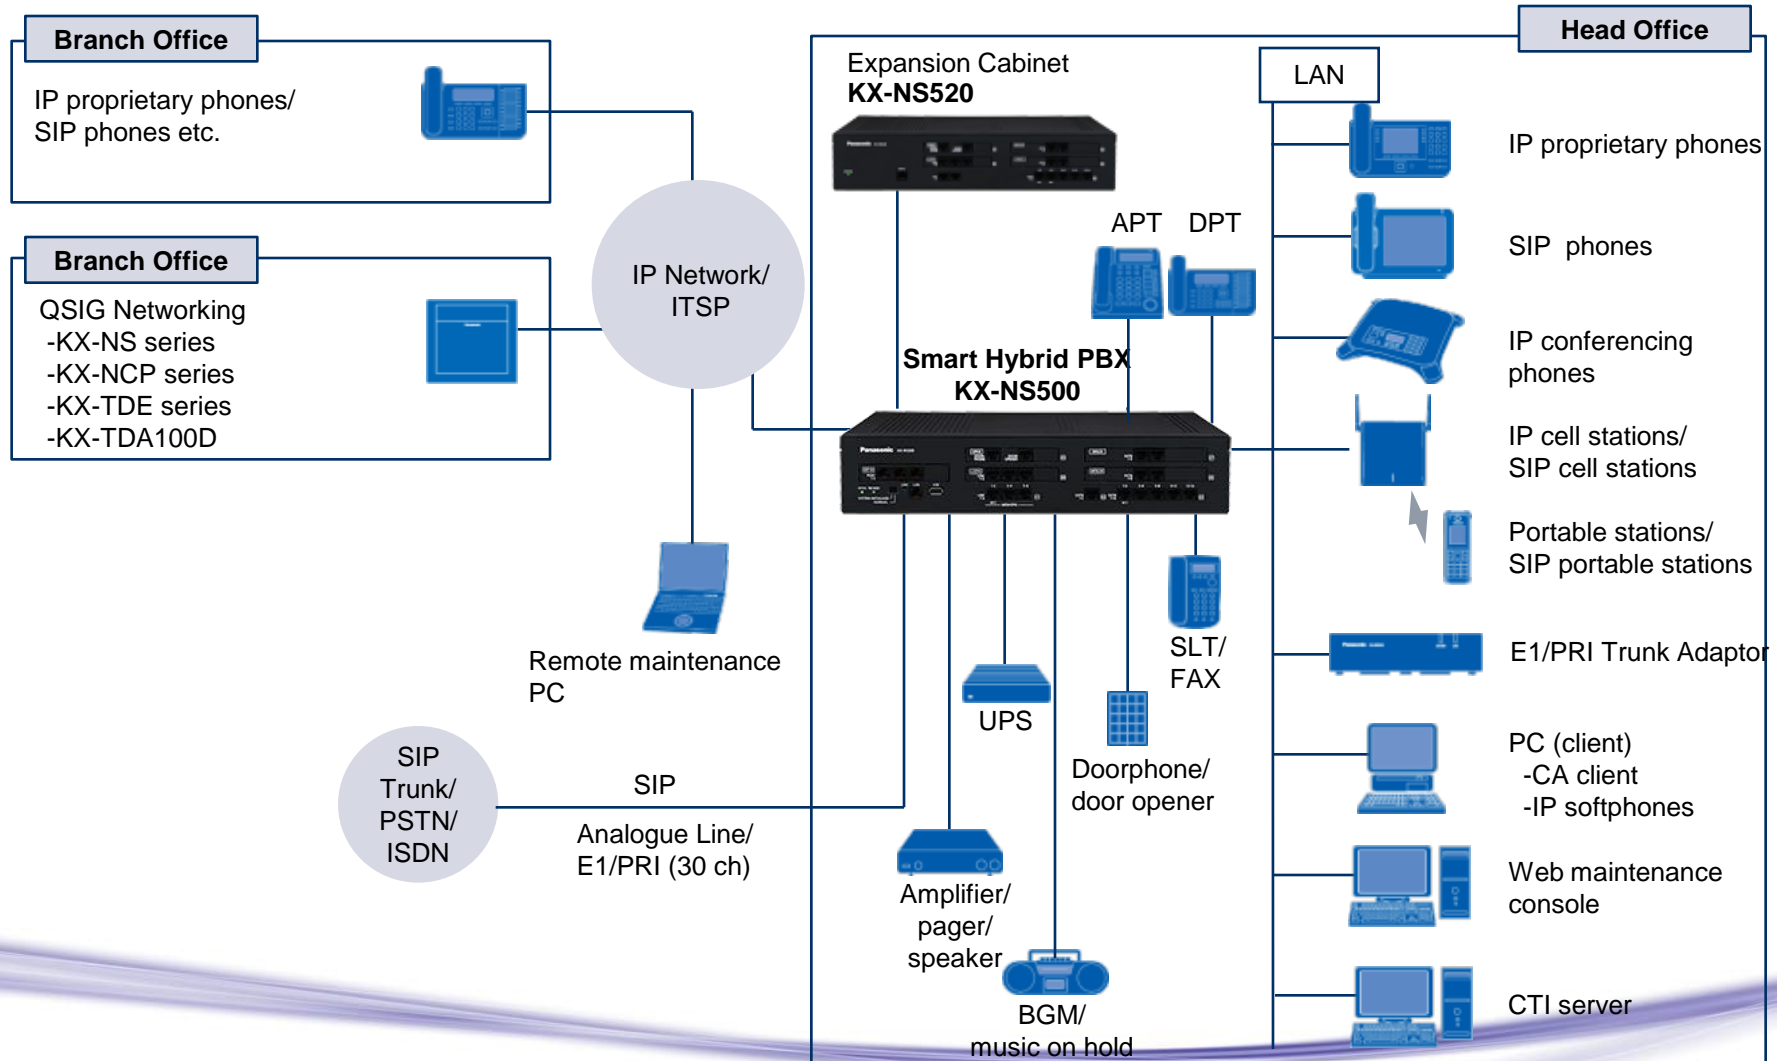 Branch Office
IP proprietary phones/
SIP phones etc.
Branch Office
QSIG Networking
-KX-NS series
-KX-NCP series
-KX-TDE series
-KX-TDA100D
IP Network/
ITSP
Remote maintenance
PC
SIP
Trunk/
PSTN/
ISDN
SIP
Analogue Line/
E1/PRI (30 ch)
Head Office
Expansion Cabinet
KX-NS520
Panasonic
LAN
APT
DPT
Smart Hybrid PBX
KX-NS500
Panasonic
SLT/
FAX
UPS
Doorphone/
door opener
Amplifier/
pager/
speaker
BGM/
music on hold
IP proprietary phones
SIP phones
IP conferencing
phones
IP cell stations/
SIP cell stations
Portable stations/
SIP portable stations
E1/PRI Trunk Adaptor
PC (client)
-CA client
-IP softphones
Web maintenance
console
CTI server